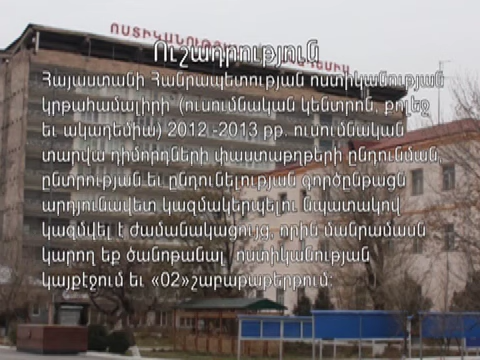 ՈՍՏԻԿԱՆՈՒԹՅԱՆ
Ուշադրություն
Հայաստանի Հանրապետության ոստիկանության
կրթահամալիրի (ուսումնական կենտրոն, քոլեջ
եւ ակադեմիա) 2012 -2013 թթ. ուսումնական
տարվա դիմորդների փաստաթղթերի ընդունման,
ընտրության եւ ընդունելության գործընթացն
արդյունավետ կազմակերպելու նպատակով
կազմվել է ժամանակացույց, որին մանրամասն
կարող եք ծանոթանալ ոստիկանության
կայքէջում եւ «02»շաբաթաթերթում: